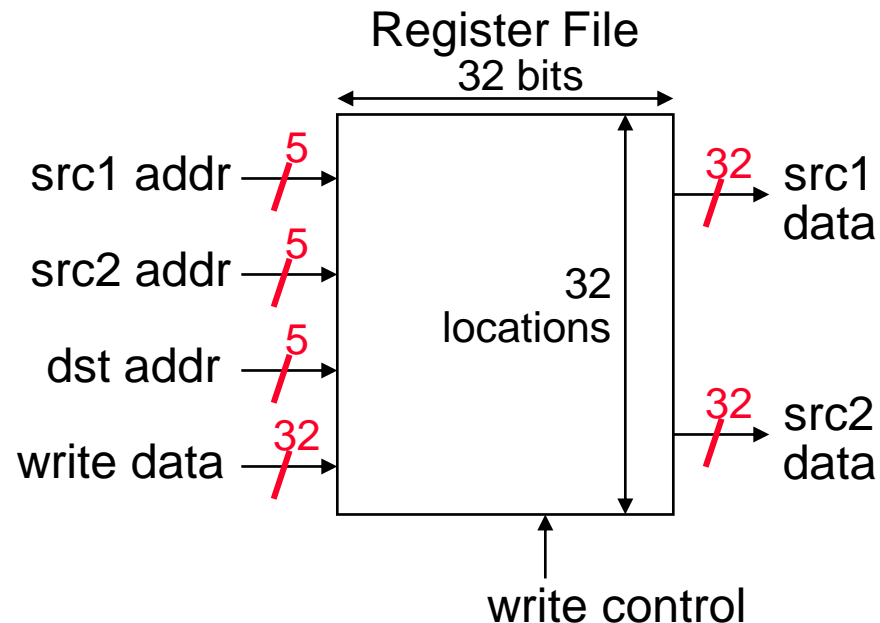 Register File
32 bits
5
src1 addr
32
src1
data
5
src2 addr
32
locations
5
dst addr
32
src2
data
32
write data
write control